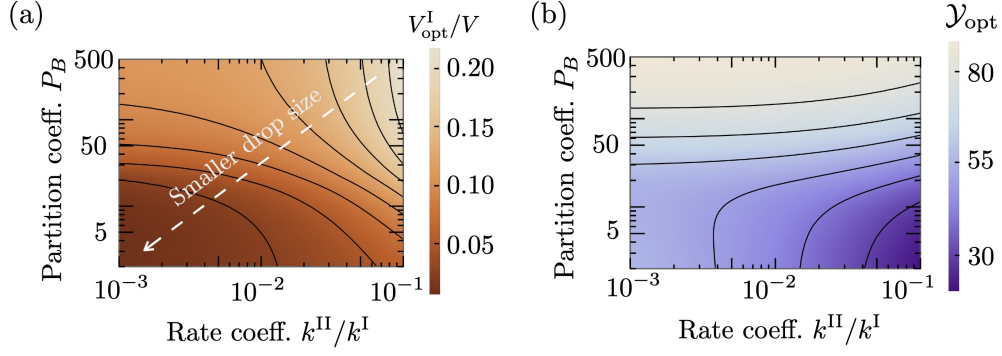 (a)
V^I_opt/V
Partition coeff. P_B
500
50
5
Smaller drop size
0.20
0.15
0.10
0.05
10^-3
10^-2
10^-1
Rate coeff. k^II/k^I
(b)
𝒴_opt
Partition coeff. P_B
500
50
5
80
55
30
10^-3
10^-2
10^-1
Rate coeff. k^II/k^I